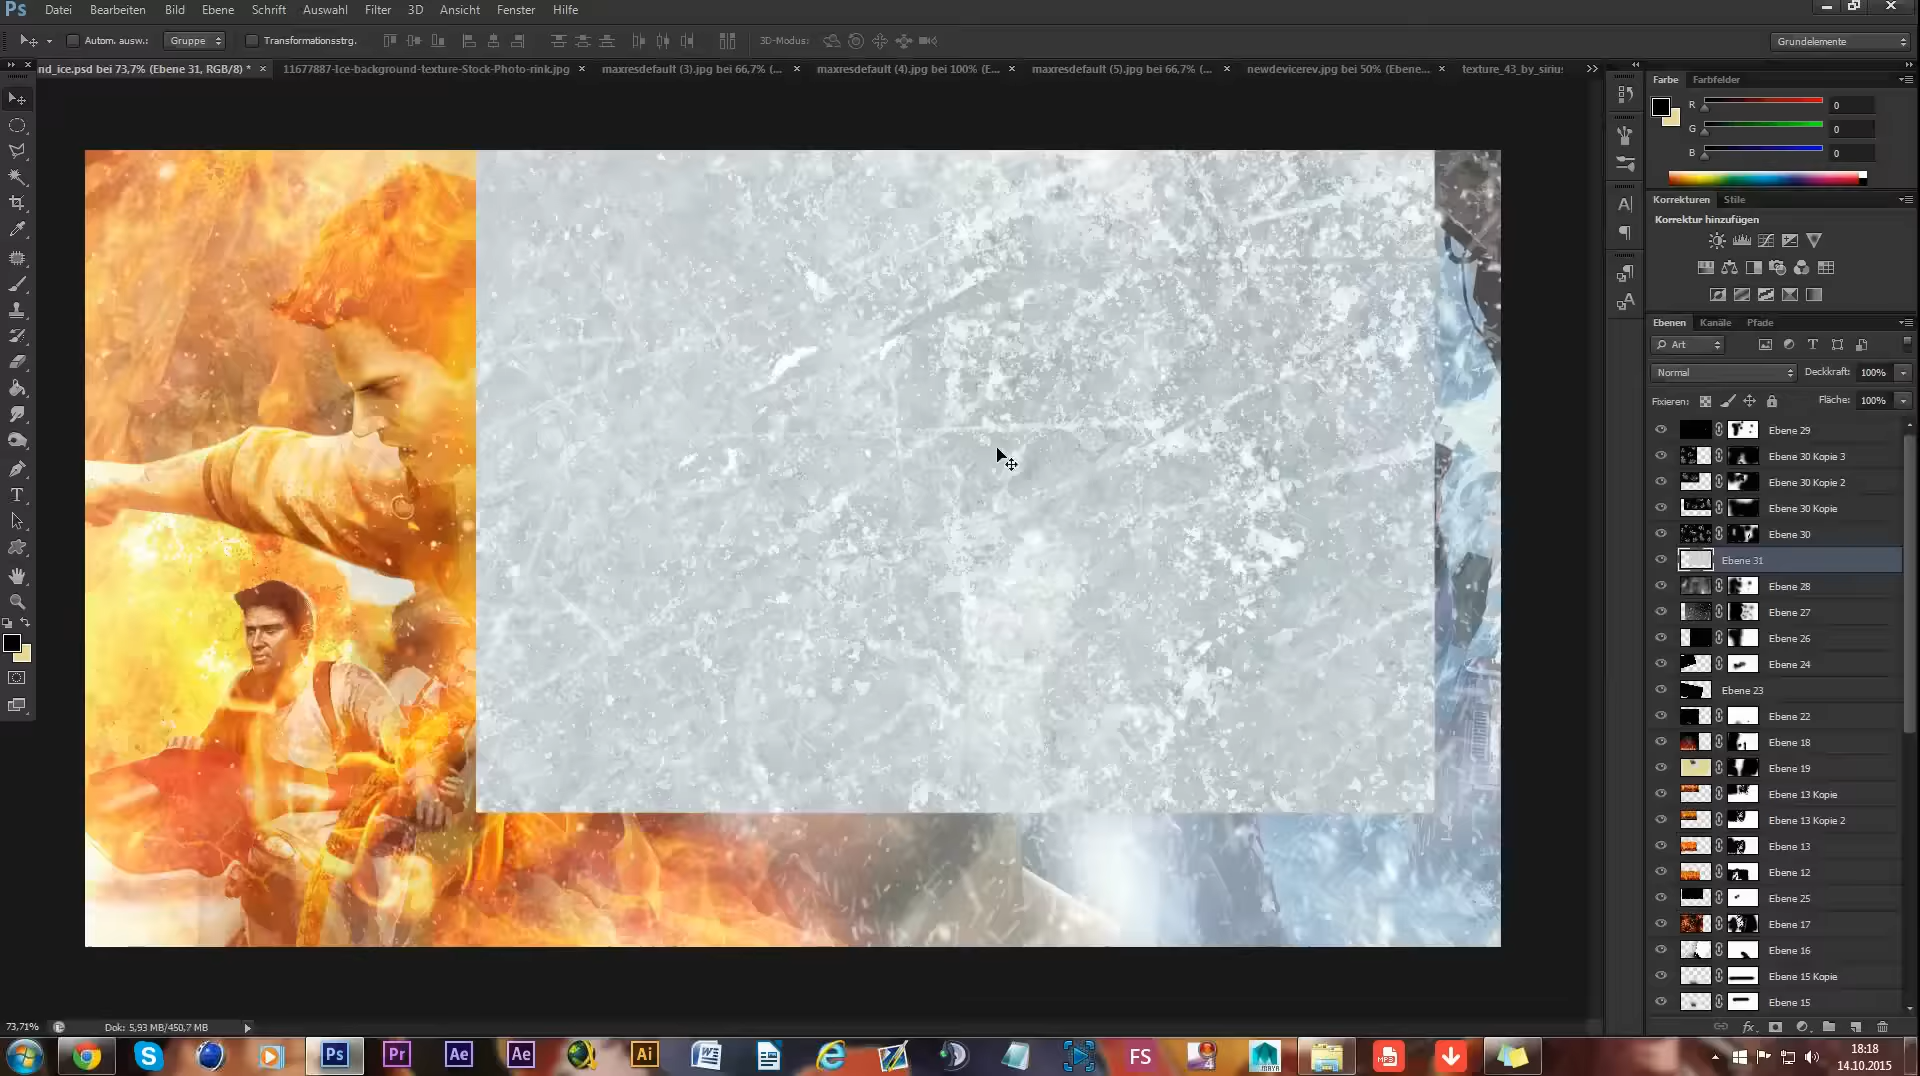 Ps Datei Bearbeiten Bild Ebene Schrift Auswahl Filter 3D Ansicht Fenster Hilfe
Autom. ausw.: Gruppe Transformationsstrg. 3D-Modus: Grundelemente
nd_ice.psd bei 73,7% (Ebene 31, RGB/8) * × 11677887-Ice-background-texture-Stock-Photo-rink.jpg × maxresdefault (3).jpg bei 66,7% (... × maxresdefault (4).jpg bei 100% (E... × maxresdefault (5).jpg bei 66,7% (... × newdevicerev.jpg bei 50% (Ebene... × texture_43_by_sirius
Farbe Farbfelder
R 0
G 0
B 0
Korrekturen Stile
Korrektur hinzufügen
Ebenen Kanäle Pfade
Art
Normal Deckkraft: 100%
Fixieren: Fläche: 100%
Ebene 29
Ebene 30 Kopie 3
Ebene 30 Kopie 2
Ebene 30 Kopie
Ebene 30
Ebene 31
Ebene 28
Ebene 27
Ebene 26
Ebene 24
Ebene 23
Ebene 22
Ebene 18
Ebene 19
Ebene 13 Kopie
Ebene 13 Kopie 2
Ebene 13
Ebene 12
Ebene 25
Ebene 17
Ebene 16
Ebene 15 Kopie
Ebene 15
73,71% Dok: 5,93 MB/450,7 MB
fx
Ps Pr Ae Ae Ai FS 4 MAYA MP3
18:18
14.10.2015